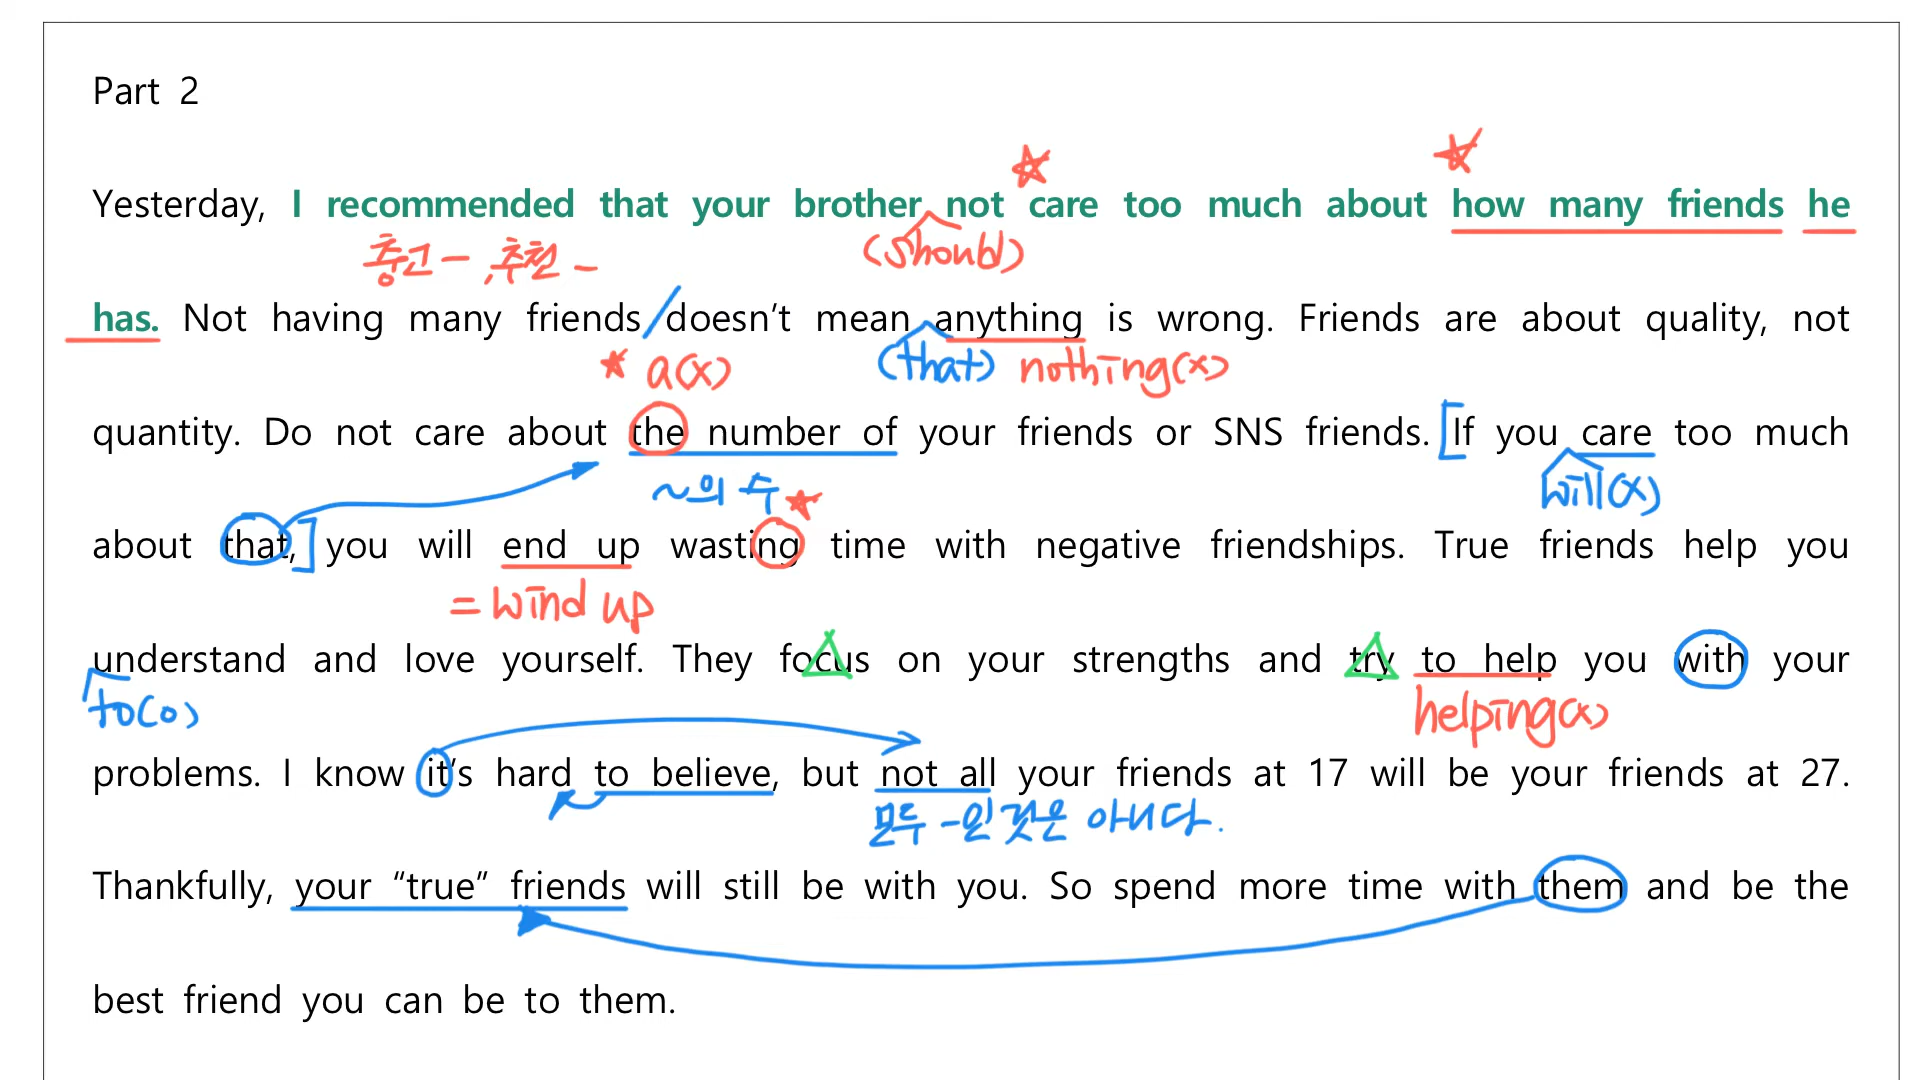 Part 2
Yesterday, I recommended that your brother not care too much about how many friends he
충고 – , 추천 –
(should)
has. Not having many friends / doesn't mean anything is wrong. Friends are about quality, not
a(x)
(that)
nothing(x)
quantity. Do not care about the number of your friends or SNS friends. [If you care too much
~의 수
will(x)
about that,] you will end up wasting time with negative friendships. True friends help you
= wind up
understand and love yourself. They focus on your strengths and try to help you with your
to(o)
helping(x)
problems. I know it's hard to believe, but not all your friends at 17 will be your friends at 27.
모두 –인 것은 아니다.
Thankfully, your “true” friends will still be with you. So spend more time with them and be the
best friend you can be to them.